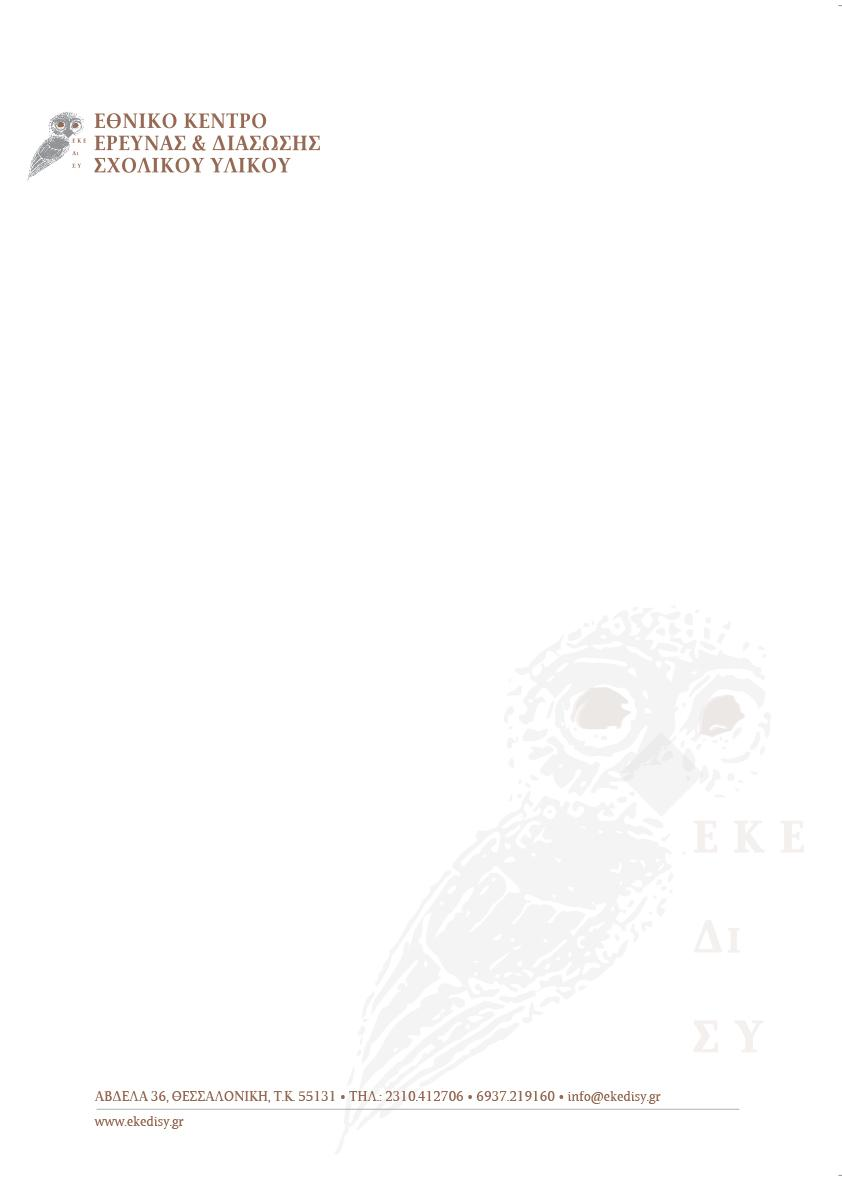 ΕΘΝΙΚΟ ΚΕΝΤΡΟ
ΕΡΕΥΝΑΣ & ΔΙΑΣΩΣΗΣ
ΣΧΟΛΙΚΟΥ ΥΛΙΚΟΥ
Ε Κ Ε
Δι
Σ Υ
Ε Κ Ε
Δι
Σ Υ
ΑΒΔΕΛΑ 36, ΘΕΣΣΑΛΟΝΙΚΗ, Τ.Κ. 55131 • ΤΗΛ.: 2310.412706 • 6937.219160 • info@ekedisy.gr
www.ekedisy.gr